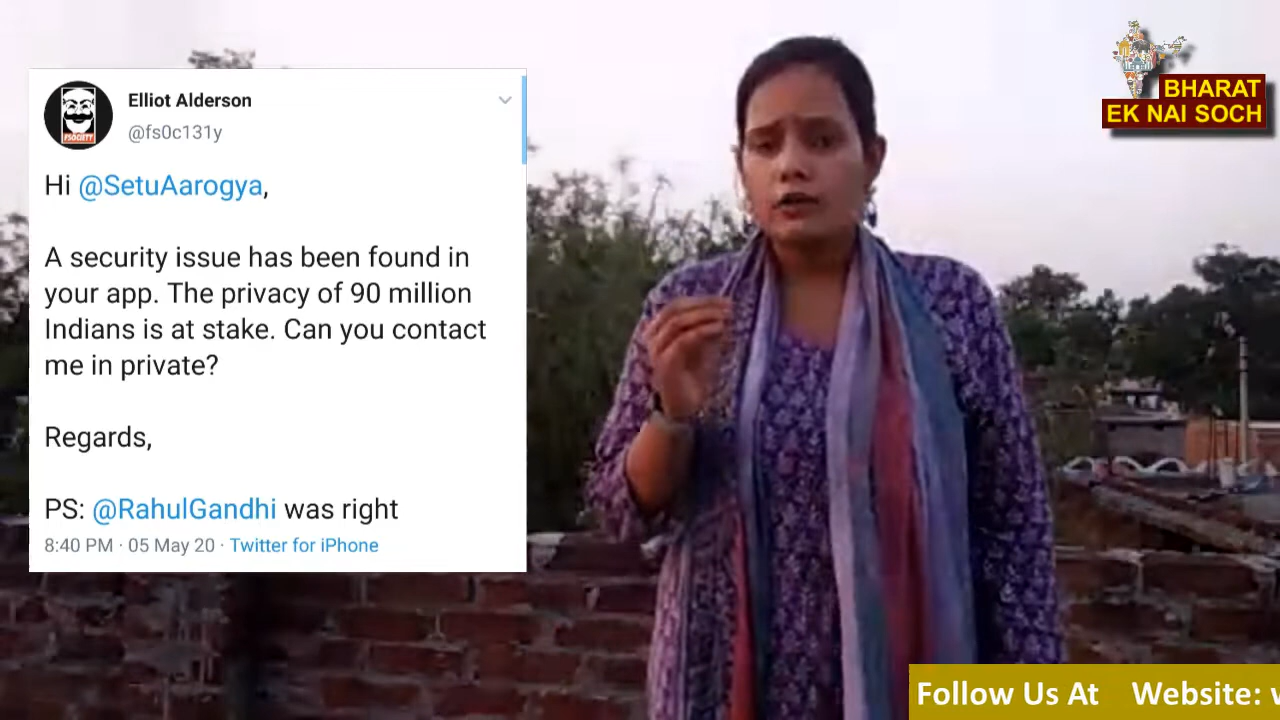 Elliot Alderson
@fs0c131y
Hi @SetuAarogya,
A security issue has been found in
your app. The privacy of 90 million
Indians is at stake. Can you contact
me in private?
Regards,
PS: @RahulGandhi was right
8:40 PM · 05 May 20 · Twitter for iPhone
FSOCIETY
BHARAT
EK NAI SOCH
Follow Us At Website: w